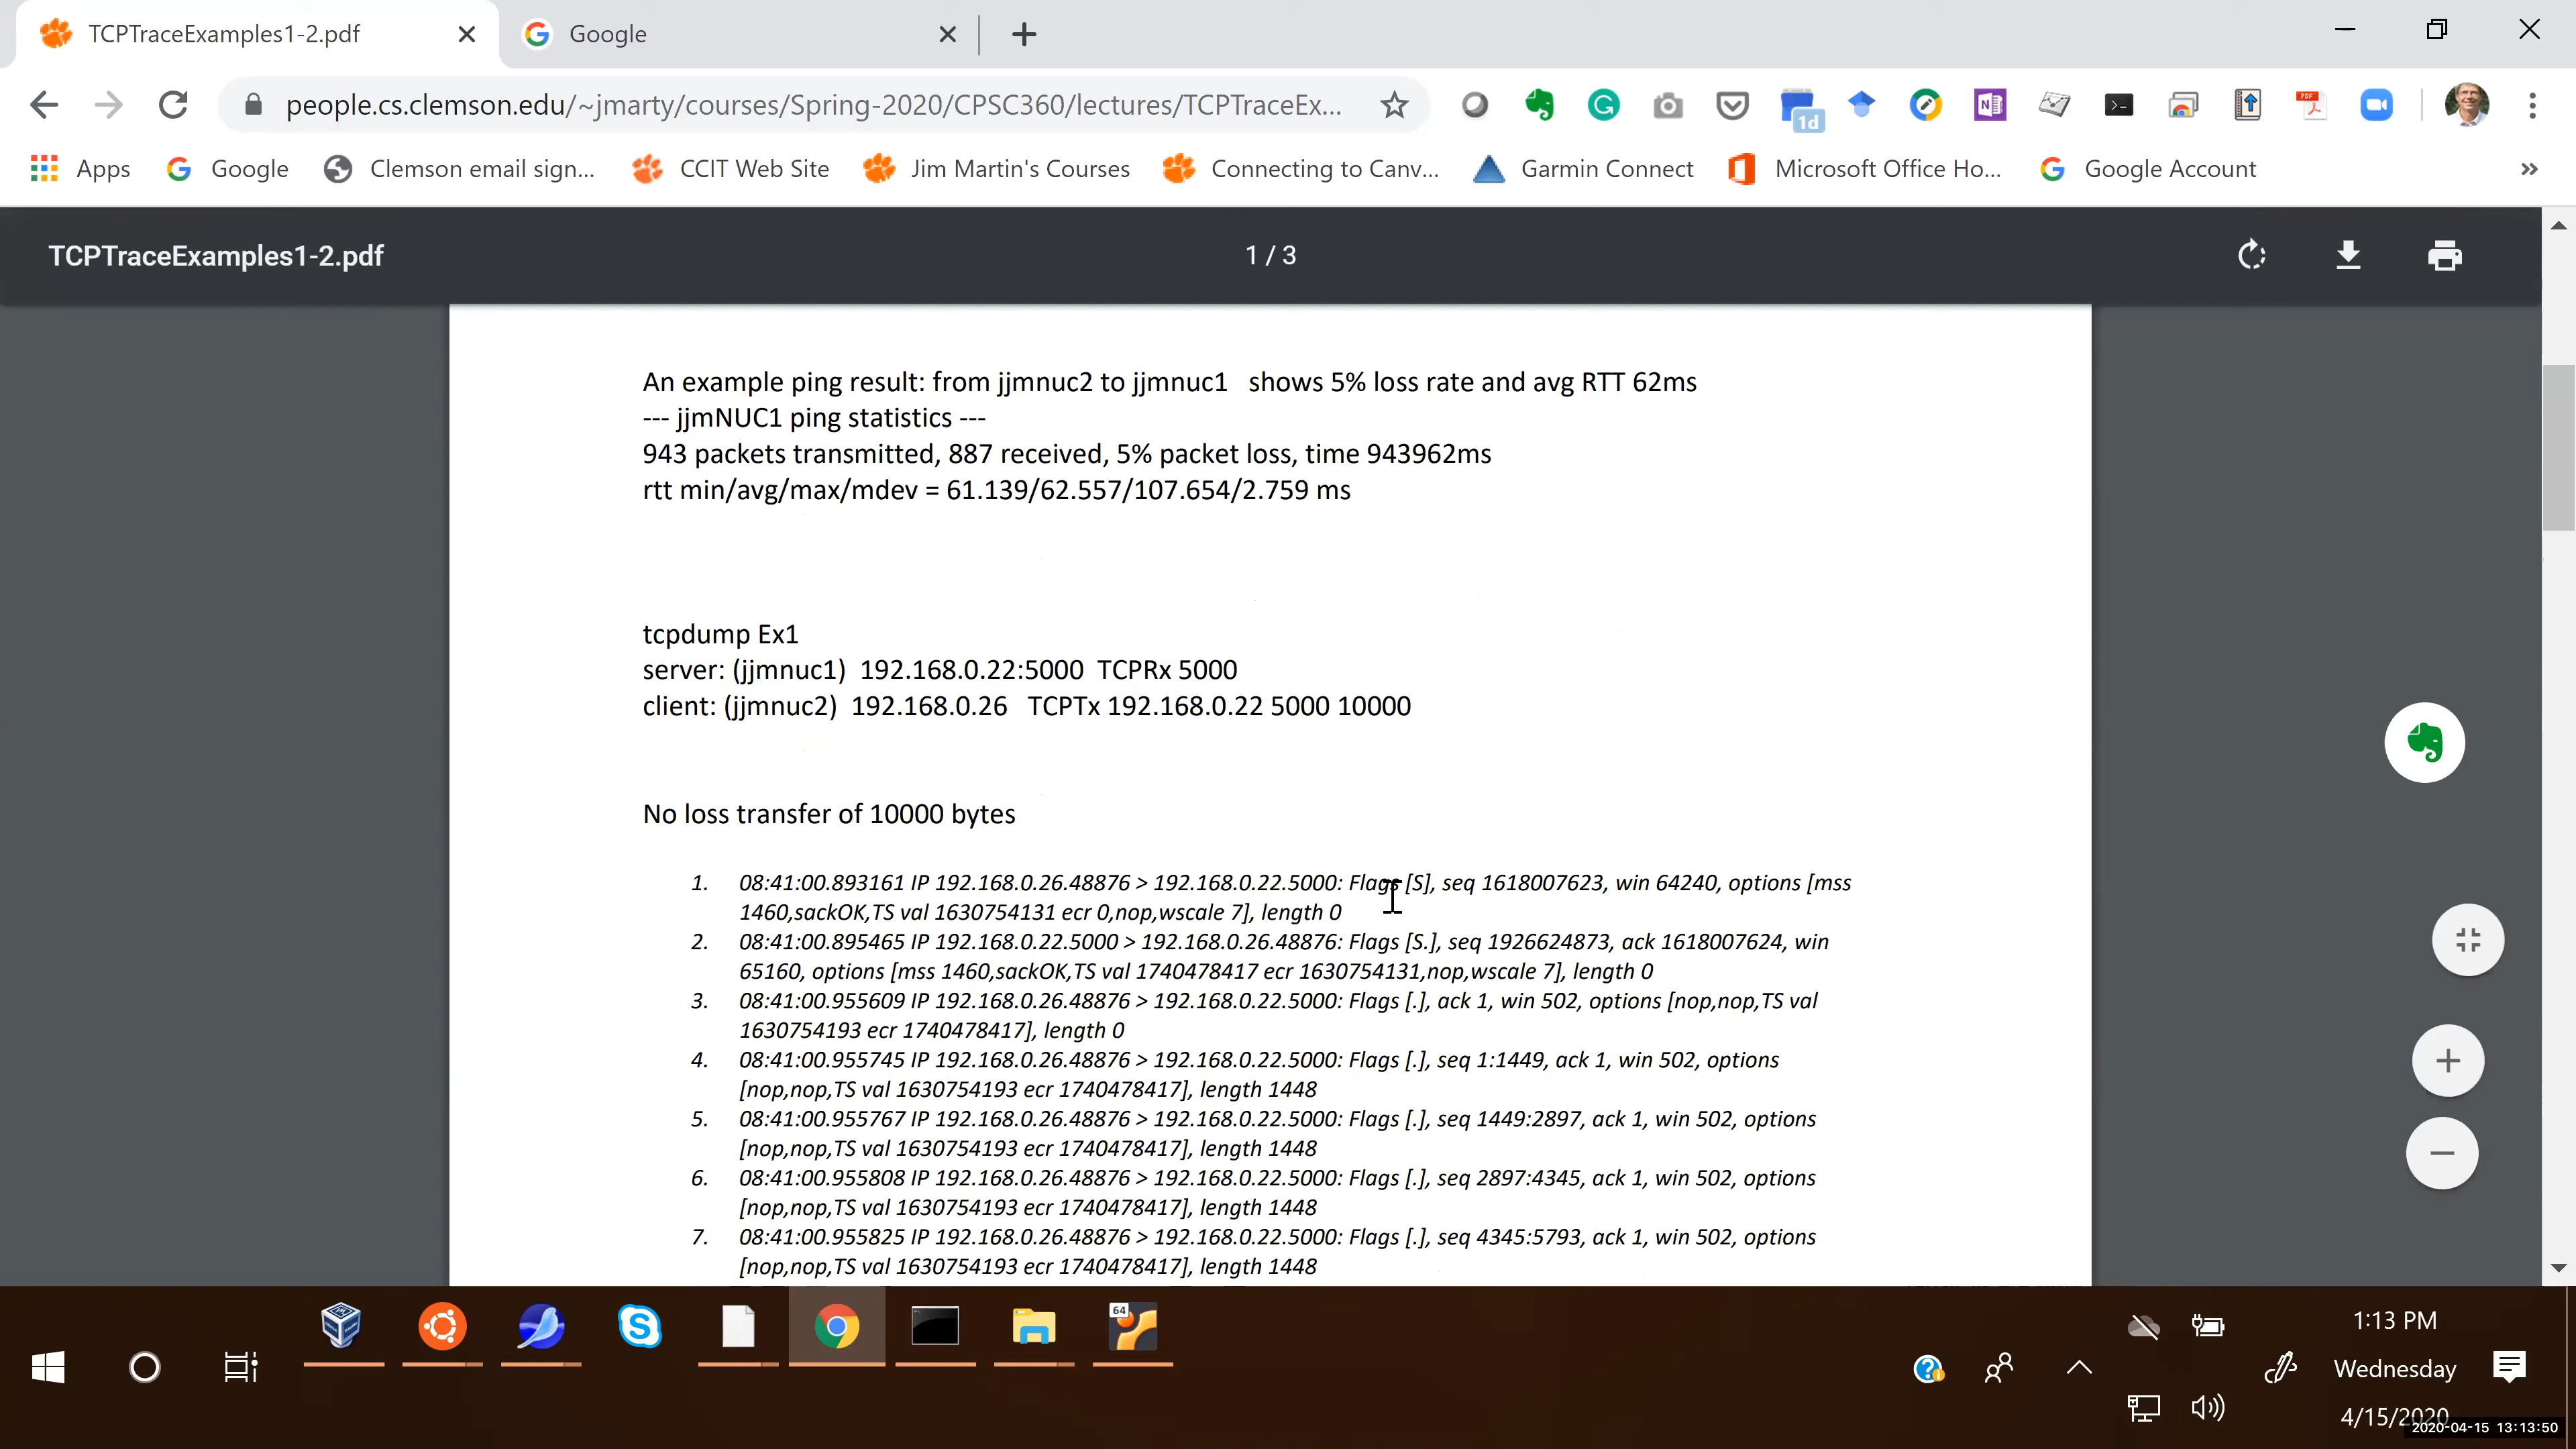 TCPTraceExamples1-2.pdf
Google
people.cs.clemson.edu/~jmarty/courses/Spring-2020/CPSC360/lectures/TCPTraceEx...
1d
PDF
Apps
Google
Clemson email sign...
CCIT Web Site
Jim Martin's Courses
Connecting to Canv...
Garmin Connect
Microsoft Office Ho...
Google Account
»
TCPTraceExamples1-2.pdf
1 / 3
An example ping result: from jjmnuc2 to jjmnuc1 shows 5% loss rate and avg RTT 62ms
--- jjmNUC1 ping statistics ---
943 packets transmitted, 887 received, 5% packet loss, time 943962ms
rtt min/avg/max/mdev = 61.139/62.557/107.654/2.759 ms
tcpdump Ex1
server: (jjmnuc1) 192.168.0.22:5000 TCPRx 5000
client: (jjmnuc2) 192.168.0.26 TCPTx 192.168.0.22 5000 10000
No loss transfer of 10000 bytes
1. 08:41:00.893161 IP 192.168.0.26.48876 > 192.168.0.22.5000: Flags [S], seq 1618007623, win 64240, options [mss
1460,sackOK,TS val 1630754131 ecr 0,nop,wscale 7], length 0
2. 08:41:00.895465 IP 192.168.0.22.5000 > 192.168.0.26.48876: Flags [S.], seq 1926624873, ack 1618007624, win
65160, options [mss 1460,sackOK,TS val 1740478417 ecr 1630754131,nop,wscale 7], length 0
3. 08:41:00.955609 IP 192.168.0.26.48876 > 192.168.0.22.5000: Flags [.], ack 1, win 502, options [nop,nop,TS val
1630754193 ecr 1740478417], length 0
4. 08:41:00.955745 IP 192.168.0.26.48876 > 192.168.0.22.5000: Flags [.], seq 1:1449, ack 1, win 502, options
[nop,nop,TS val 1630754193 ecr 1740478417], length 1448
5. 08:41:00.955767 IP 192.168.0.26.48876 > 192.168.0.22.5000: Flags [.], seq 1449:2897, ack 1, win 502, options
[nop,nop,TS val 1630754193 ecr 1740478417], length 1448
6. 08:41:00.955808 IP 192.168.0.26.48876 > 192.168.0.22.5000: Flags [.], seq 2897:4345, ack 1, win 502, options
[nop,nop,TS val 1630754193 ecr 1740478417], length 1448
7. 08:41:00.955825 IP 192.168.0.26.48876 > 192.168.0.22.5000: Flags [.], seq 4345:5793, ack 1, win 502, options
[nop,nop,TS val 1630754193 ecr 1740478417], length 1448
64
1:13 PM
Wednesday
4/15/2020
2020-04-15 13:13:50